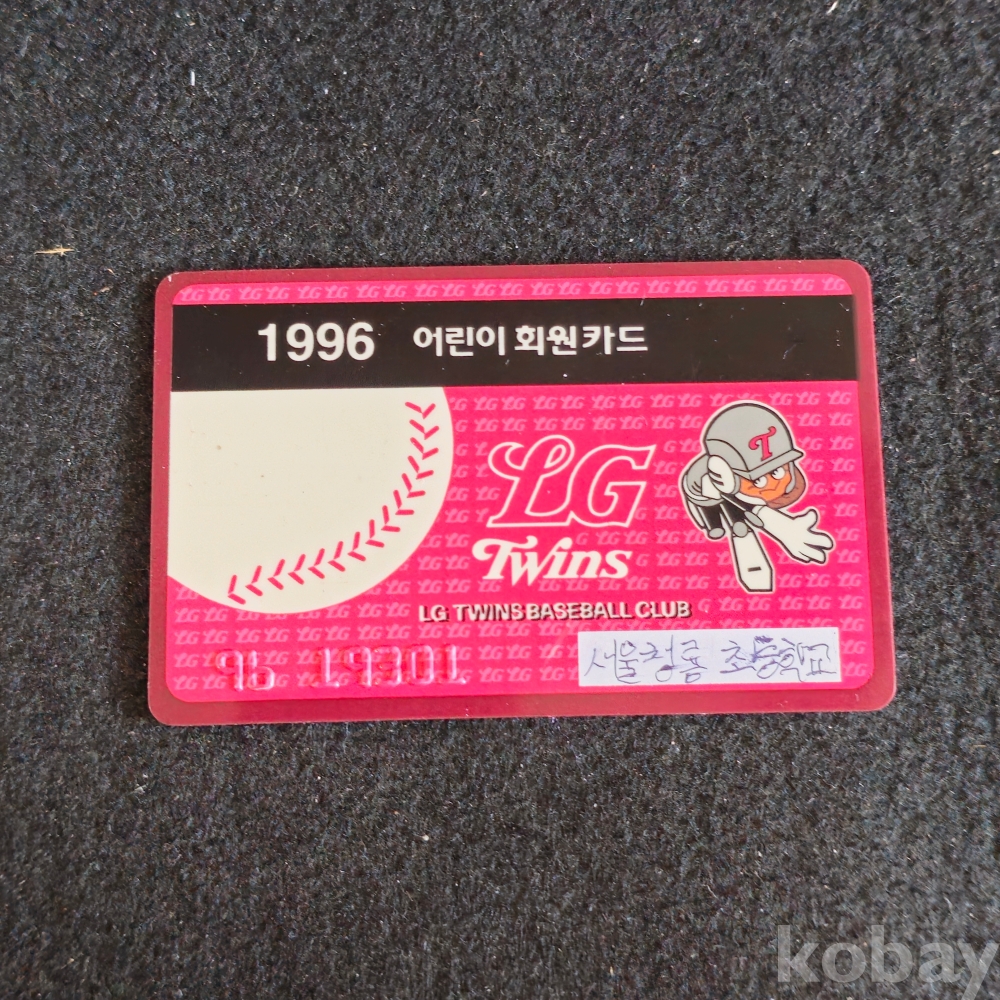 1996 어린이 회원카드
LG
Twins
T
LG TWINS BASEBALL CLUB
96 19301
서울청룡 초등학교
kobay